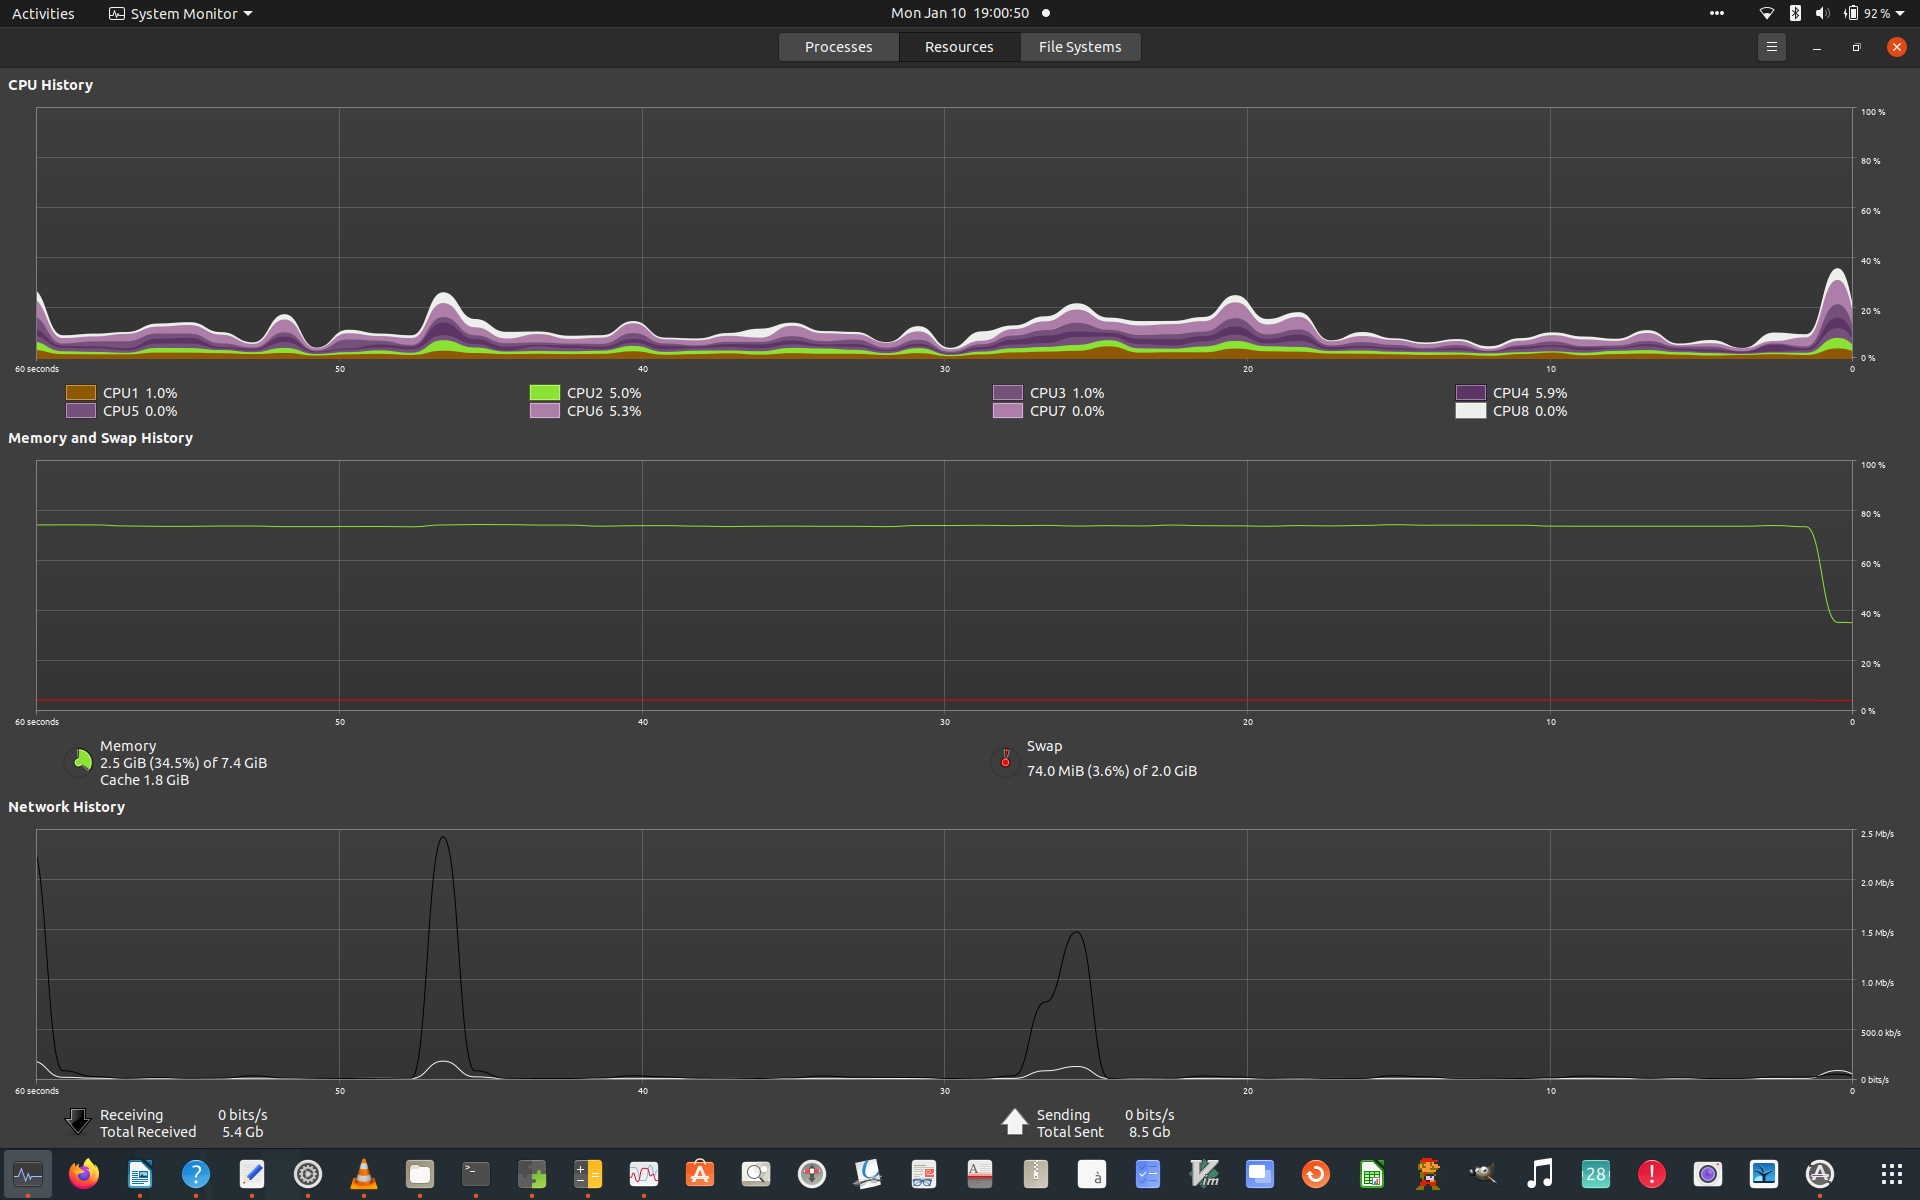 Activities System Monitor Mon Jan 10 19:00:50 92 %
Processes Resources File Systems
CPU History
100 %
80 %
60 %
40 %
20 %
0 %
60 seconds 50 40 30 20 10 0
CPU1 1.0% CPU2 5.0% CPU3 1.0% CPU4 5.9%
CPU5 0.0% CPU6 5.3% CPU7 0.0% CPU8 0.0%
Memory and Swap History
100 %
80 %
60 %
40 %
20 %
0 %
60 seconds 50 40 30 20 10 0
Memory
2.5 GiB (34.5%) of 7.4 GiB
Cache 1.8 GiB
Swap
74.0 MiB (3.6%) of 2.0 GiB
Network History
2.5 Mb/s
2.0 Mb/s
1.5 Mb/s
1.0 Mb/s
500.0 kb/s
0 bits/s
60 seconds 50 40 30 20 10 0
Receiving 0 bits/s Sending 0 bits/s
Total Received 5.4 Gb Total Sent 8.5 Gb
? >_ A A à Vim 28 !